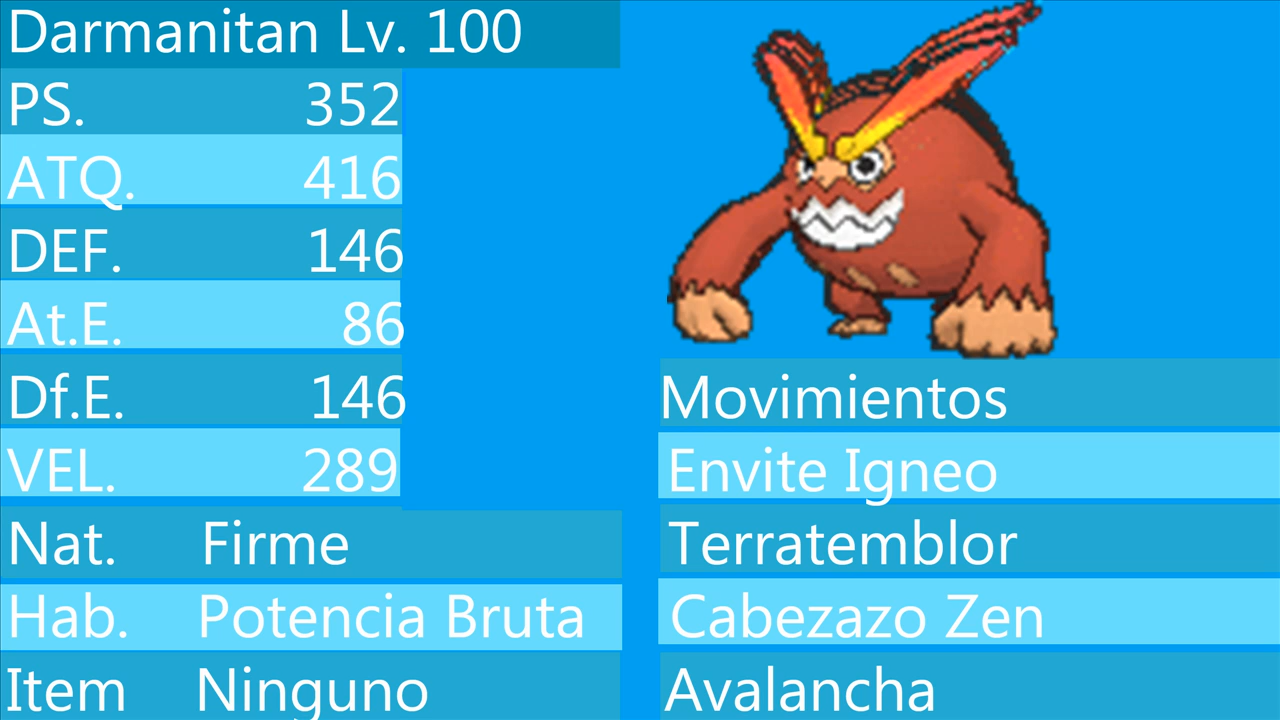 Darmanitan Lv. 100
PS. 352
ATQ. 416
DEF. 146
At.E. 86
Df.E. 146
VEL. 289
Nat. Firme
Hab. Potencia Bruta
Item Ninguno
Movimientos
Envite Igneo
Terratemblor
Cabezazo Zen
Avalancha